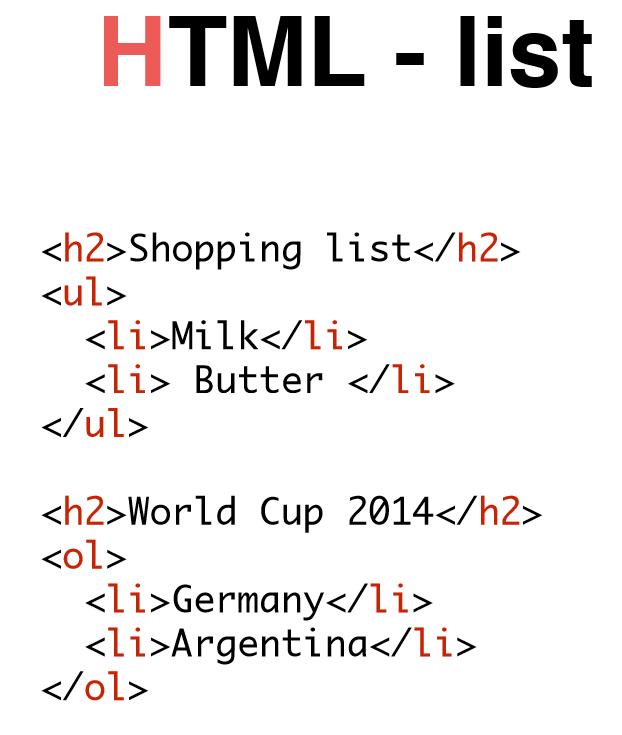 HTML - list
<h2>Shopping list</h2>
<ul>
  <li>Milk</li>
  <li> Butter </li>
</ul>
<h2>World Cup 2014</h2>
<ol>
  <li>Germany</li>
  <li>Argentina</li>
</ol>